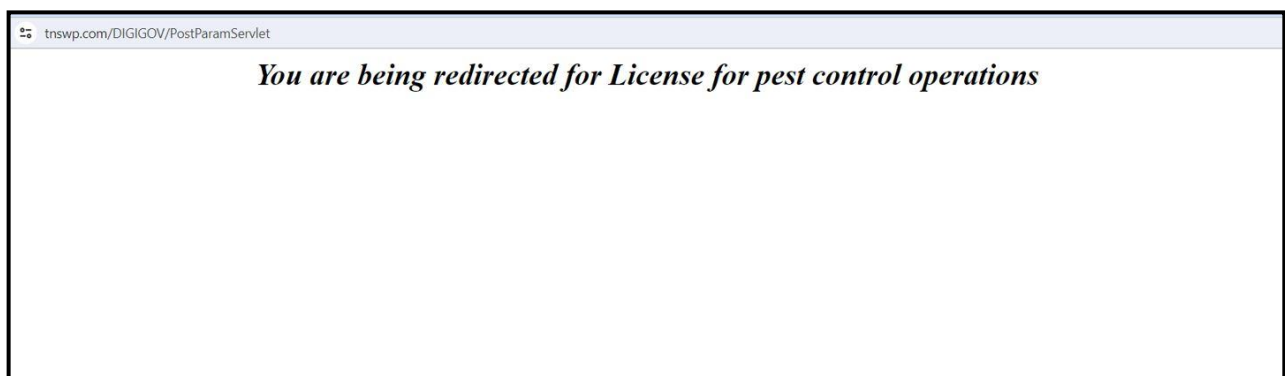 tnswp.com/DIGIGOV/PostParamServlet
You are being redirected for License for pest control operations